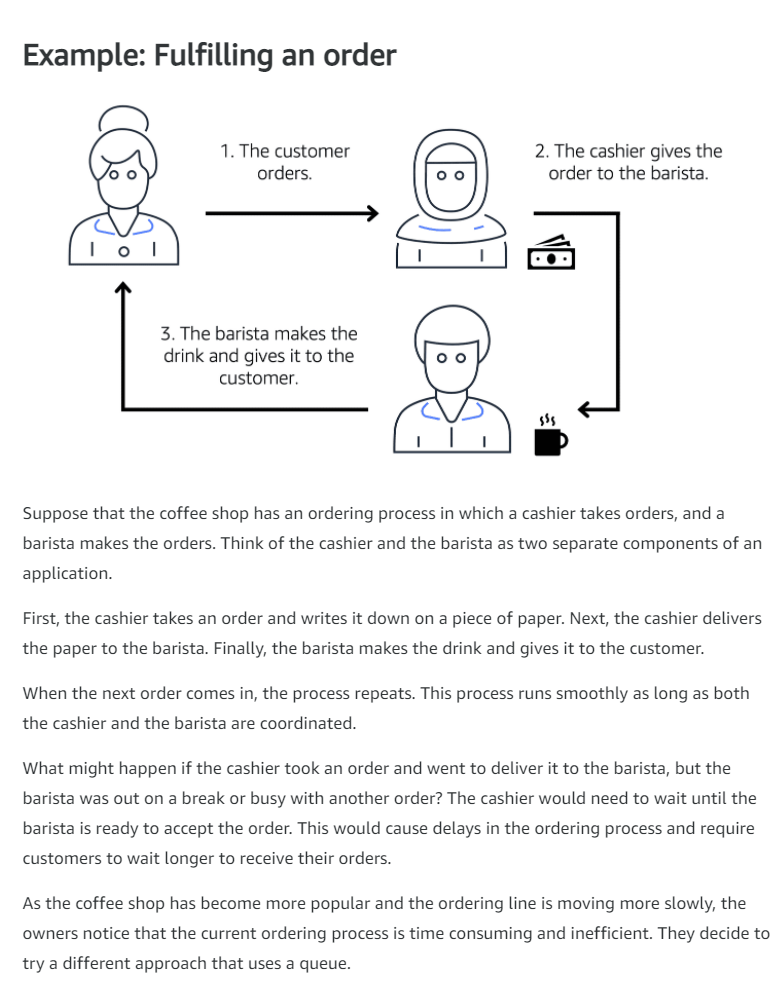 Example: Fulfilling an order
1. The customer
orders.
2. The cashier gives the
order to the barista.
3. The barista makes the
drink and gives it to the
customer.
Suppose that the coffee shop has an ordering process in which a cashier takes orders, and a
barista makes the orders. Think of the cashier and the barista as two separate components of an
application.
First, the cashier takes an order and writes it down on a piece of paper. Next, the cashier delivers
the paper to the barista. Finally, the barista makes the drink and gives it to the customer.
When the next order comes in, the process repeats. This process runs smoothly as long as both
the cashier and the barista are coordinated.
What might happen if the cashier took an order and went to deliver it to the barista, but the
barista was out on a break or busy with another order? The cashier would need to wait until the
barista is ready to accept the order. This would cause delays in the ordering process and require
customers to wait longer to receive their orders.
As the coffee shop has become more popular and the ordering line is moving more slowly, the
owners notice that the current ordering process is time consuming and inefficient. They decide to
try a different approach that uses a queue.